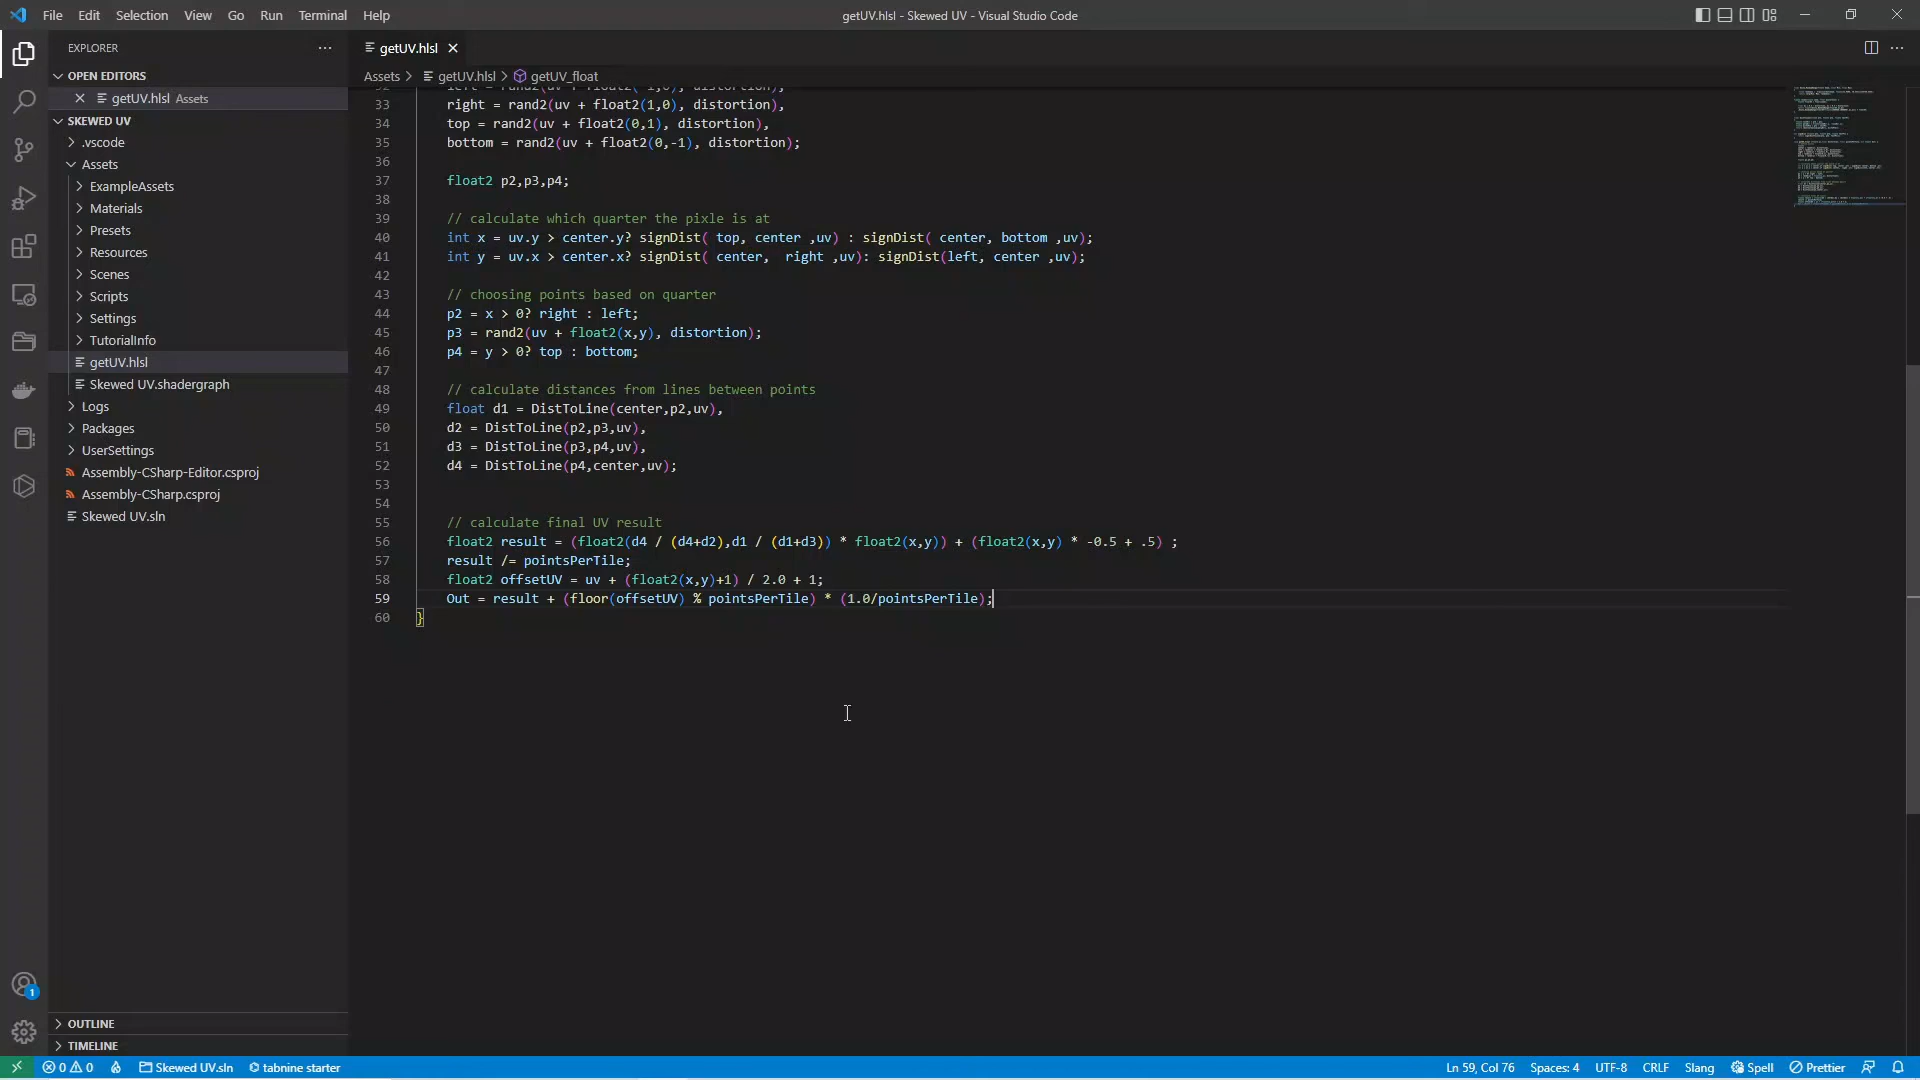 File Edit Selection View Go Run Terminal Help
getUV.hlsl - Skewed UV - Visual Studio Code
EXPLORER
OPEN EDITORS
getUV.hlsl Assets
SKEWED UV
.vscode
Assets
ExampleAssets
Materials
Presets
Resources
Scenes
Scripts
Settings
TutorialInfo
getUV.hlsl
Skewed UV.shadergraph
Logs
Packages
UserSettings
Assembly-CSharp-Editor.csproj
Assembly-CSharp.csproj
Skewed UV.sln
OUTLINE
TIMELINE
getUV.hlsl
Assets > getUV.hlsl > getUV_float
33 right = rand2(uv + float2(1,0), distortion),
34 top = rand2(uv + float2(0,1), distortion),
35 bottom = rand2(uv + float2(0,-1), distortion);
36
37 float2 p2,p3,p4;
38
39 // calculate which quarter the pixle is at
40 int x = uv.y > center.y? signDist( top, center ,uv) : signDist( center, bottom ,uv);
41 int y = uv.x > center.x? signDist( center,  right ,uv): signDist(left, center ,uv);
42
43 // choosing points based on quarter
44 p2 = x > 0? right : left;
45 p3 = rand2(uv + float2(x,y), distortion);
46 p4 = y > 0? top : bottom;
47
48 // calculate distances from lines between points
49 float d1 = DistToLine(center,p2,uv),
50 d2 = DistToLine(p2,p3,uv),
51 d3 = DistToLine(p3,p4,uv),
52 d4 = DistToLine(p4,center,uv);
53
54
55 // calculate final UV result
56 float2 result = (float2(d4 / (d4+d2),d1 / (d1+d3)) * float2(x,y)) + (float2(x,y) * -0.5 + .5) ;
57 result /= pointsPerTile;
58 float2 offsetUV = uv + (float2(x,y)+1) / 2.0 + 1;
59 Out = result + (floor(offsetUV) % pointsPerTile) * (1.0/pointsPerTile);
60 }
1
0 0 Skewed UV.sln tabnine starter Ln 59, Col 76 Spaces: 4 UTF-8 CRLF Slang Spell Prettier